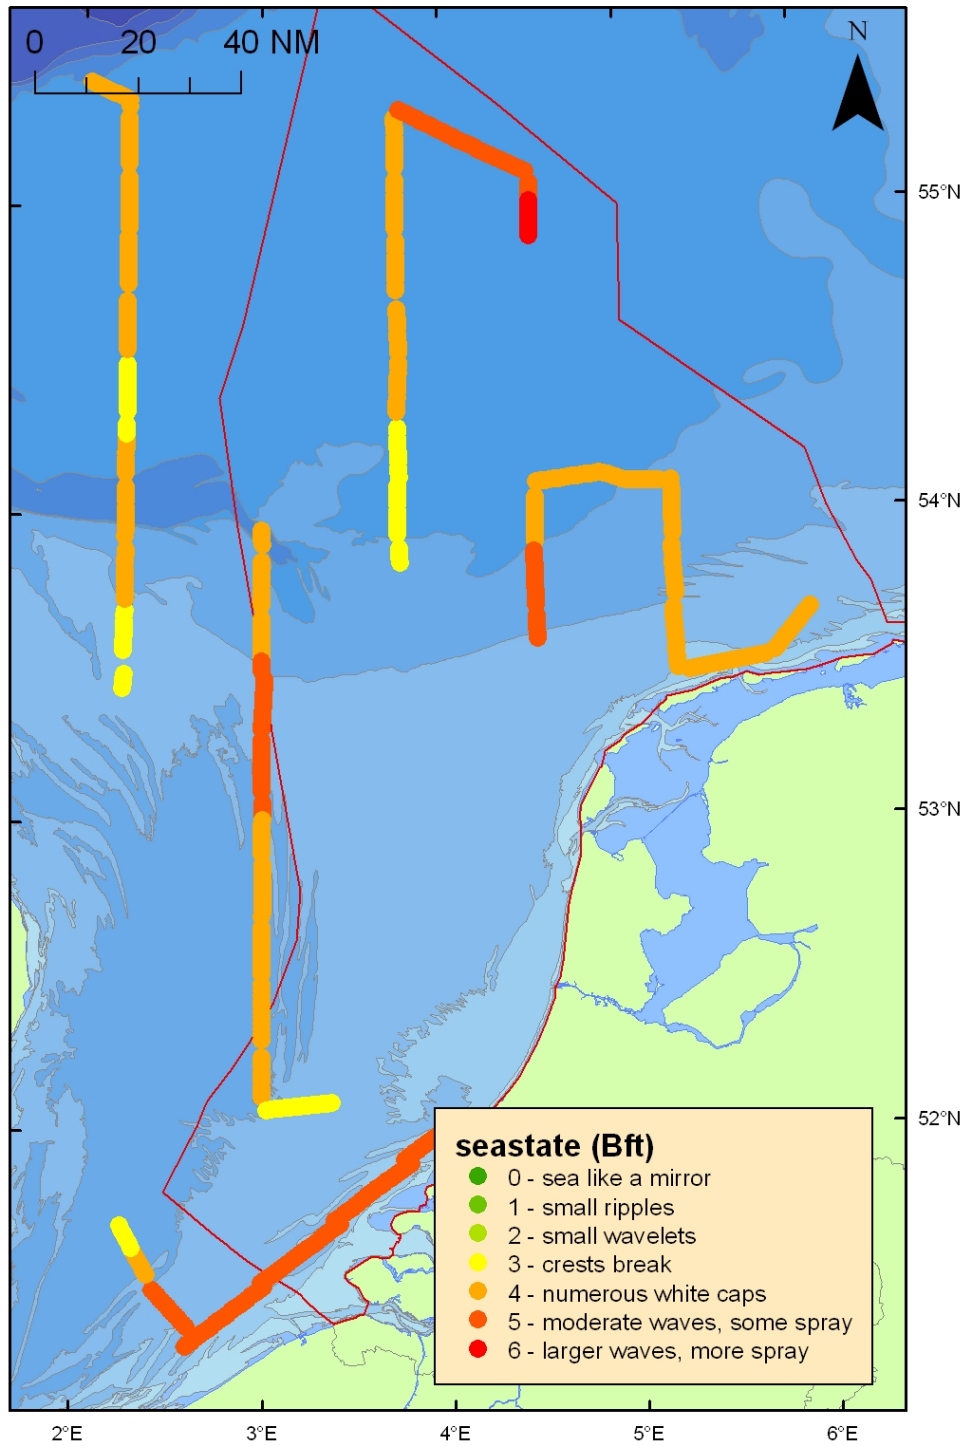 0 20 40 NM
N
55°N
54°N
53°N
52°N
seastate (Bft)
0 - sea like a mirror
1 - small ripples
2 - small wavelets
3 - crests break
4 - numerous white caps
5 - moderate waves, some spray
6 - larger waves, more spray
2°E 3°E 4°E 5°E 6°E